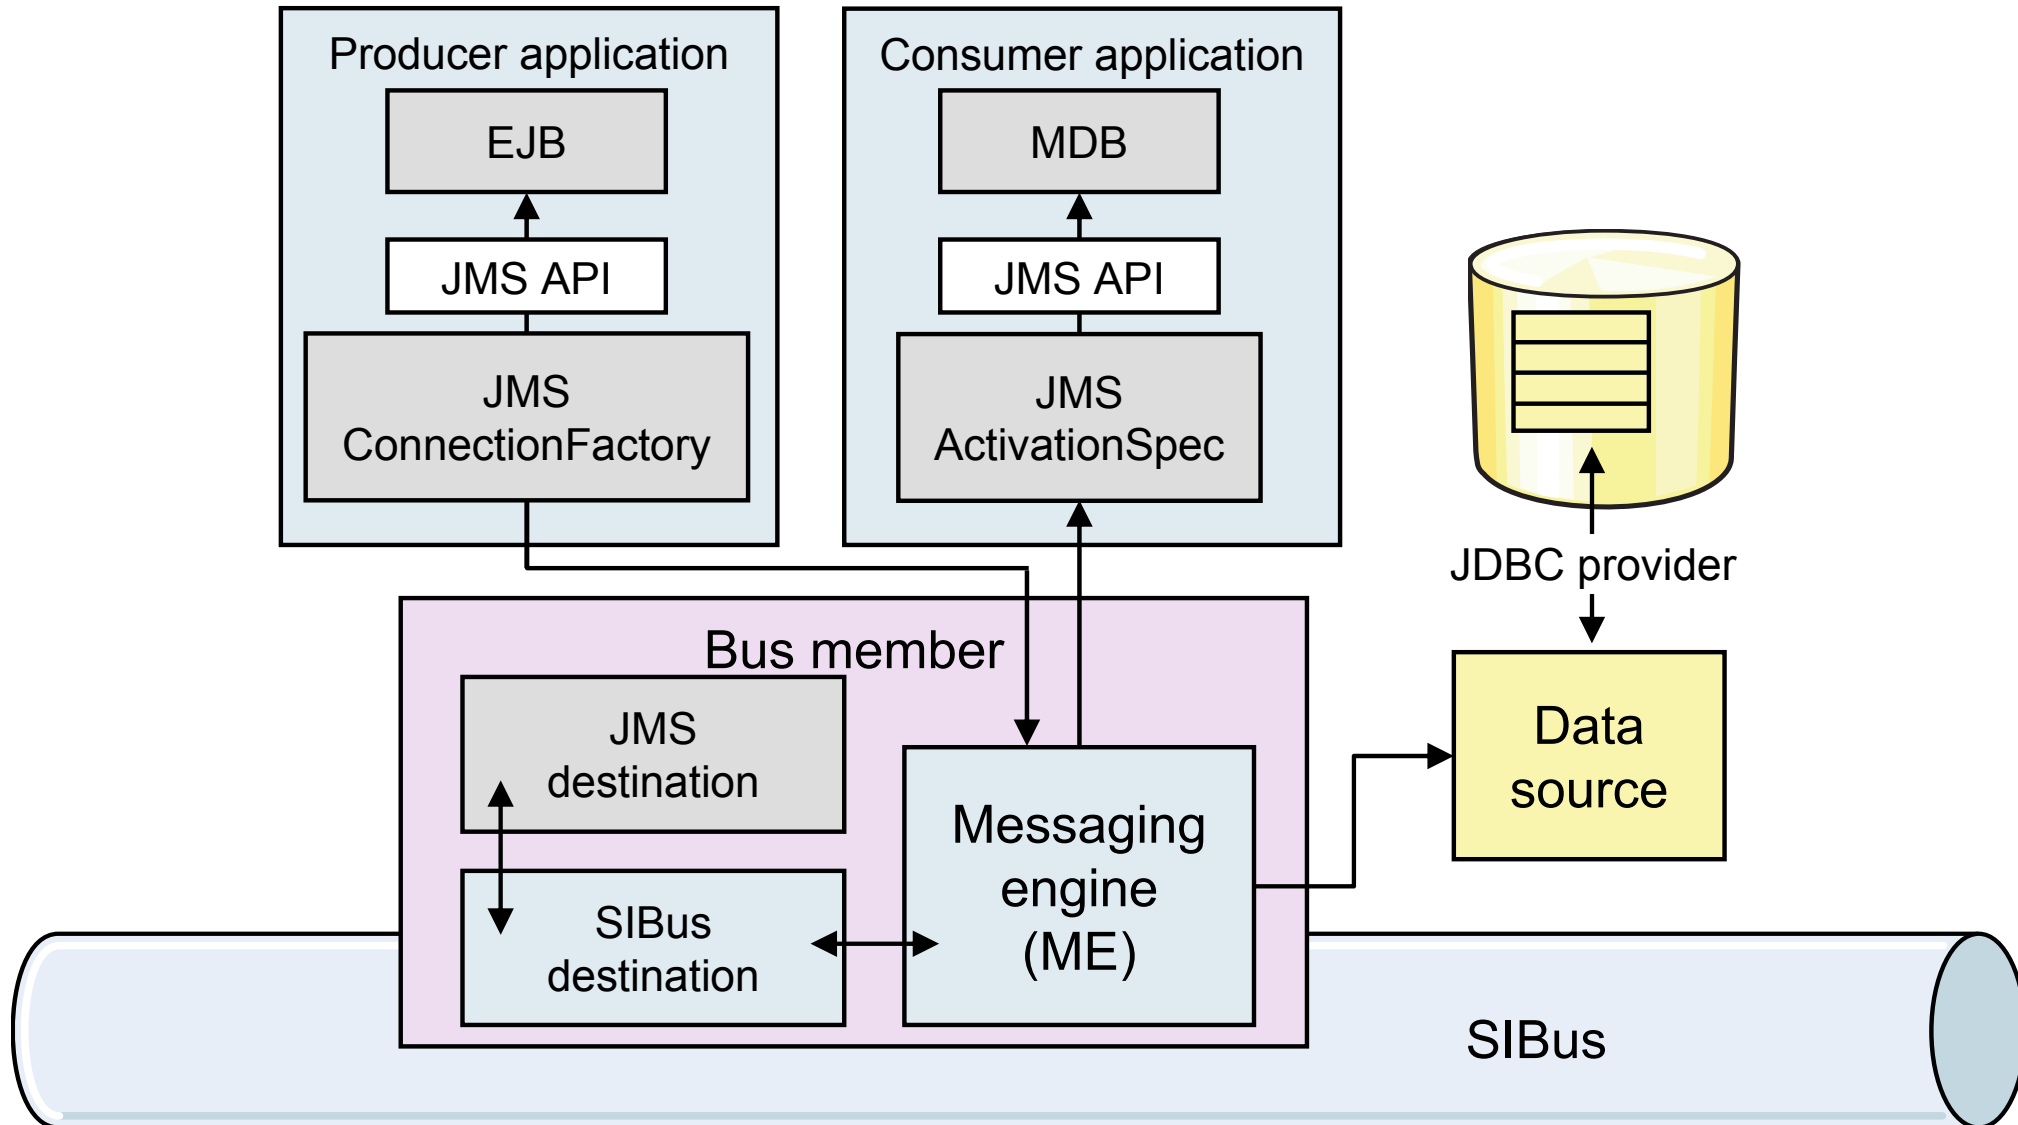 Producer application
EJB
JMS API
JMS
ConnectionFactory
Consumer application
MDB
JMS API
JMS
ActivationSpec
JDBC provider
Data
source
Bus member
JMS
destination
SIBus
destination
Messaging
engine
(ME)
SIBus